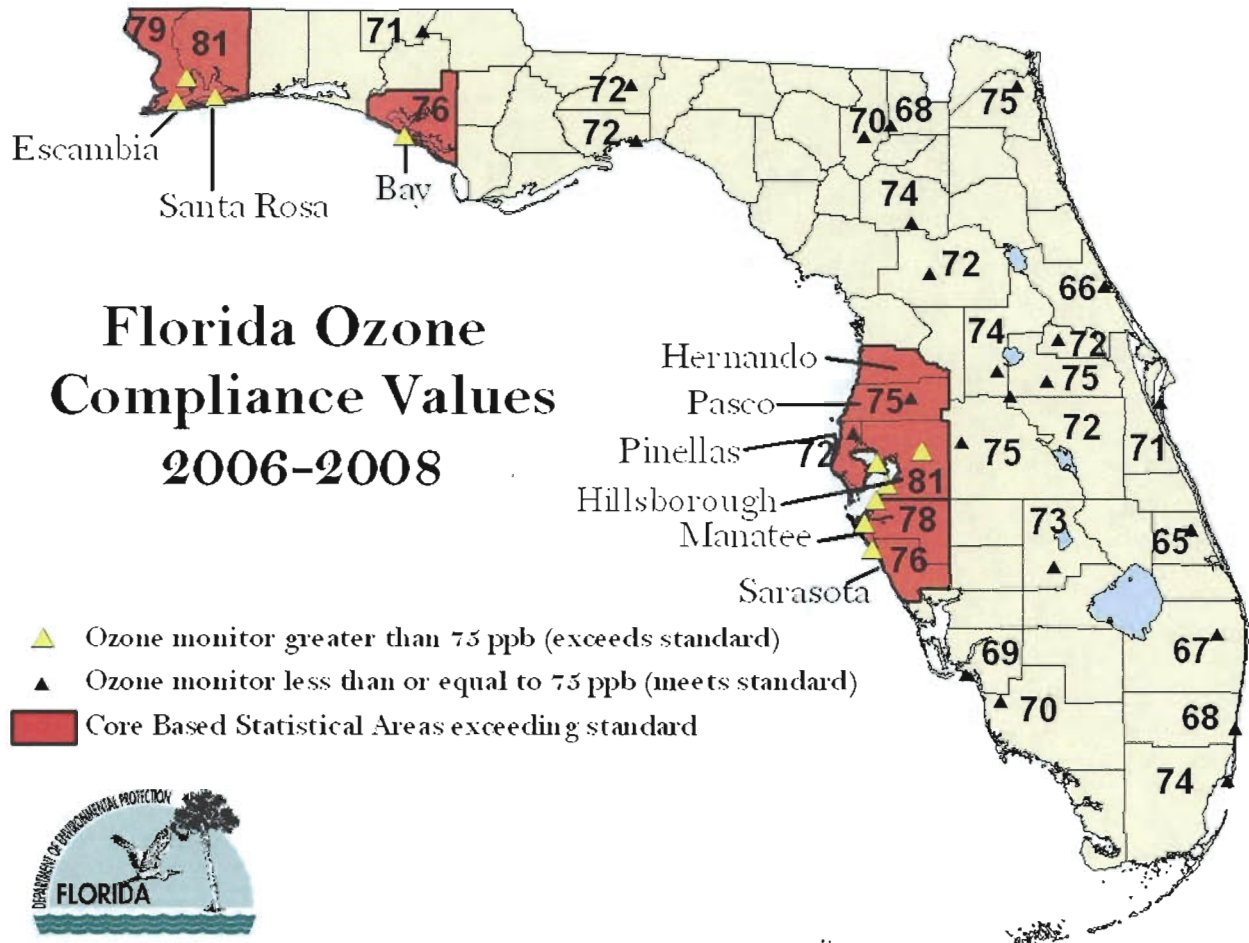 79
81
71
76
72
72
70
68
75
Escambia
Santa Rosa
Bay
74
72
66
Florida Ozone
Compliance Values
2006-2008
74
72
75
Hernando
Pasco
75
Pinellas
72
Hillsborough
81
75
72
71
Manatee
78
73
65
76
Sarasota
Ozone monitor greater than 75 ppb (exceeds standard)
67
69
Ozone monitor less than or equal to 75 ppb (meets standard)
70
68
Core Based Statistical Areas exceeding standard
74
DEPARTMENT OF ENVIRONMENTAL PROTECTION
FLORIDA